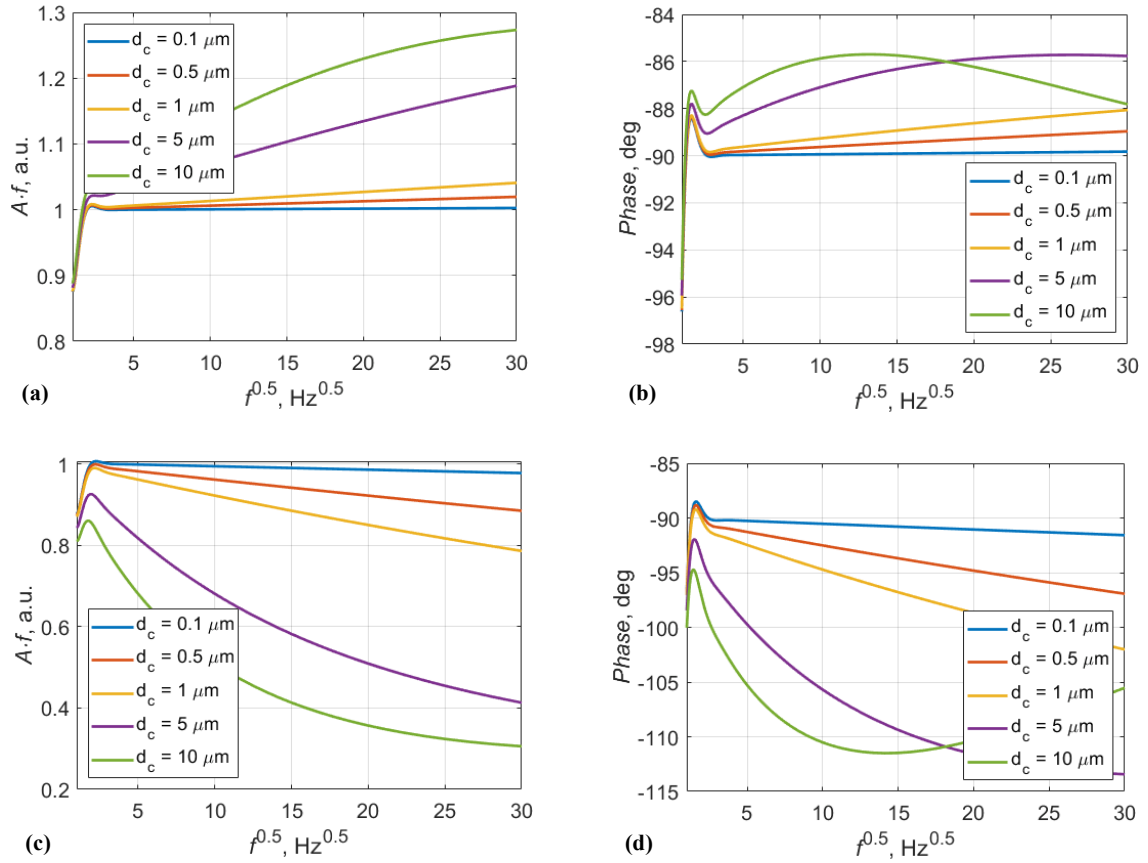 1.3
1.2
1.1
1
0.9
0.8
A·f, a.u.
d_c = 0.1 μm
d_c = 0.5 μm
d_c = 1 μm
d_c = 5 μm
d_c = 10 μm
5 10 15 20 25 30
f^0.5, Hz^0.5
(a)
-84
-86
-88
-90
-92
-94
-96
-98
Phase, deg
d_c = 0.1 μm
d_c = 0.5 μm
d_c = 1 μm
d_c = 5 μm
d_c = 10 μm
5 10 15 20 25 30
f^0.5, Hz^0.5
(b)
1
0.8
0.6
0.4
0.2
A·f, a.u.
d_c = 0.1 μm
d_c = 0.5 μm
d_c = 1 μm
d_c = 5 μm
d_c = 10 μm
5 10 15 20 25 30
f^0.5, Hz^0.5
(c)
-85
-90
-95
-100
-105
-110
-115
Phase, deg
d_c = 0.1 μm
d_c = 0.5 μm
d_c = 1 μm
d_c = 5 μm
d_c = 10 μm
5 10 15 20 25 30
f^0.5, Hz^0.5
(d)